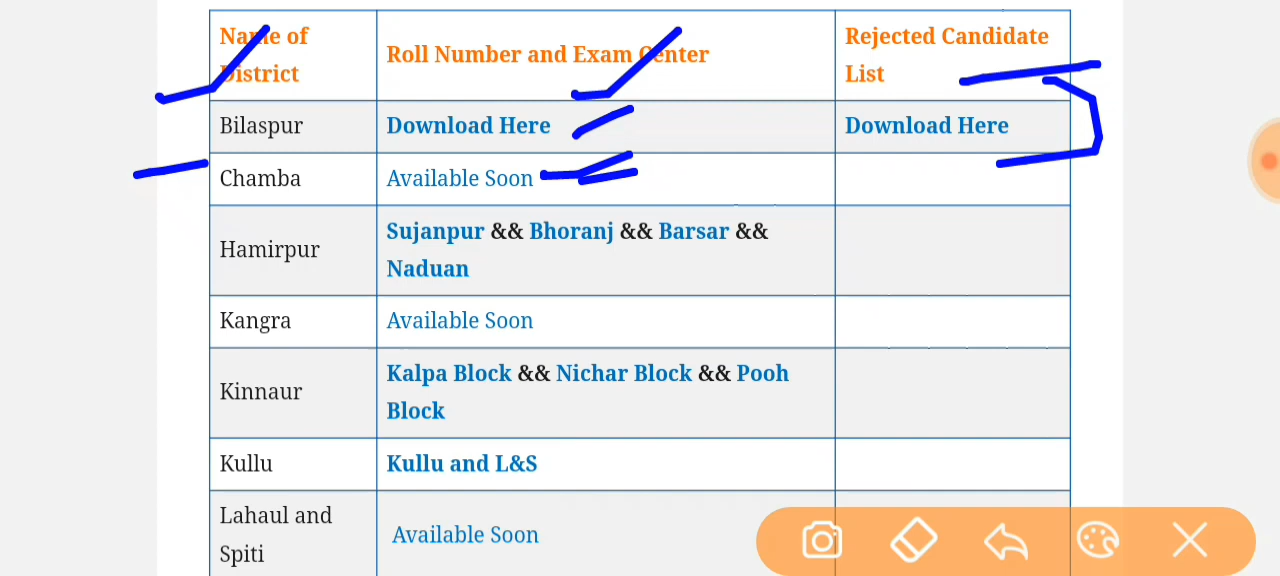 Name of
District
Roll Number and Exam Center
Rejected Candidate
List
Bilaspur
Download Here
Download Here
Chamba
Available Soon
Hamirpur
Sujanpur && Bhoranj && Barsar &&
Naduan
Kangra
Available Soon
Kinnaur
Kalpa Block && Nichar Block && Pooh
Block
Kullu
Kullu and L&S
Lahaul and
Spiti
Available Soon